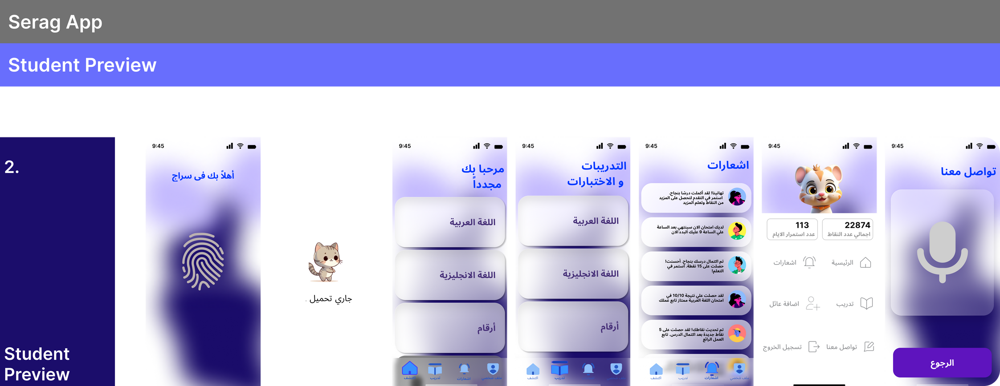 Serag App
Student Preview
2.
Student
Preview
9:45
أهلاً بك فى سراج
جاري تحميل .
9:45
مرحبا بك
مجدداً
اللغة العربية
اللغة الانجليزية
أرقام
اكتشف
تدريب
اشعارات
ملف شخصي
9:45
التدريبات
و الاختبارات
اللغة العربية
اللغة الانجليزية
أرقام
اكتشف
تدريب
9:45
اشعارات
تهانينا! لقد أكملت درسًا بنجاح.
استمر في التقدم لتحصل على المزيد
من النقاط وتعلم المزيد
لديك امتحان الان سينتهي بعد الساعة
علي الساعة 9 عليك البدء الان
تم اكتمال درسك بنجاح. أحسنت!
حصلت على 15 نقطة. استمر في
التعلم!
لقد حصلت علي نتيجة 10/10 في
امتحان اللغة العربية ممتاز تابع عملك
تم تحديث نقاطك! لقد حصلت على 5
نقاط جديدة بعد اكتمال الدرس. تابع
العمل الرائع
اكتشف
تدريب
اشعارات
ملف شخصي
9:45
22874
اجمالي عدد النقاط
113
عدد استمرار الايام
الرئيسية
اشعارات
تدريب
اضافة عائل
تواصل معنا
تسجيل الخروج
9:45
تواصل معنا
الرجوع